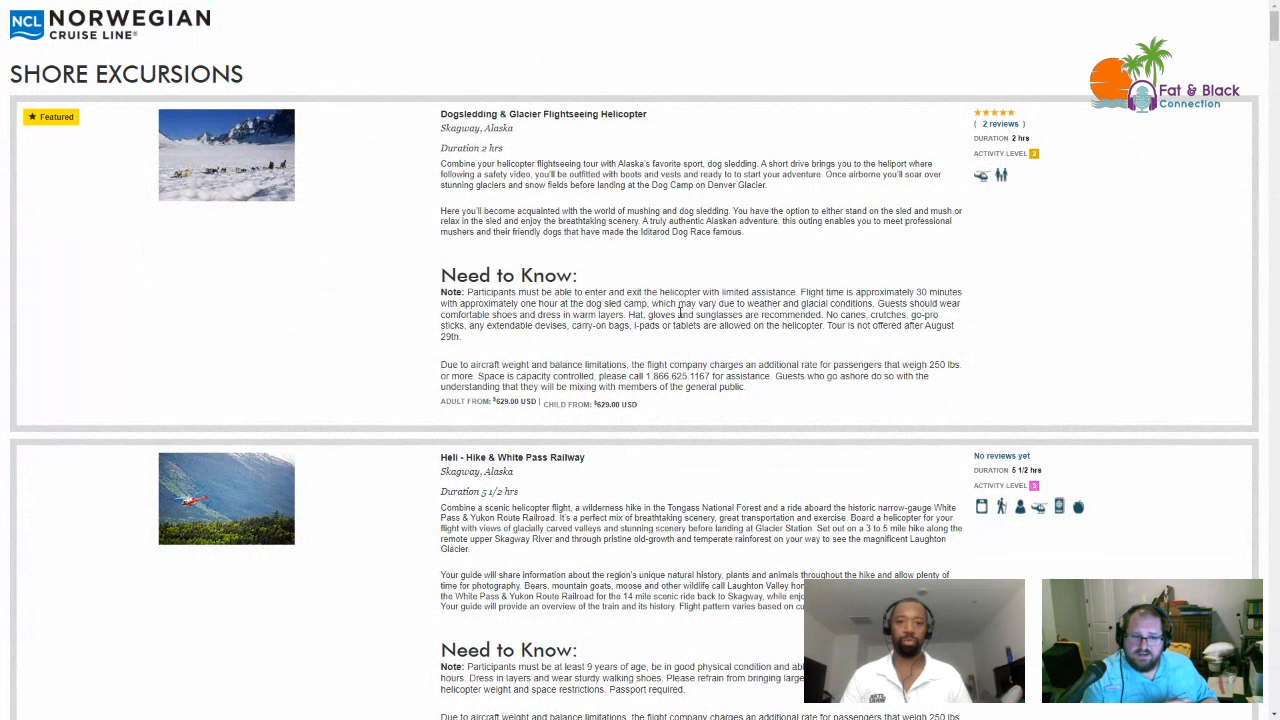 NCL NORWEGIAN
CRUISE LINE®
SHORE EXCURSIONS
Fat & Black
Connection
★ Featured
Dogsledding & Glacier Flightseeing Helicopter
Skagway, Alaska
Duration 2 hrs
Combine your helicopter flightseeing tour with Alaska's favorite sport, dog sledding. A short drive brings you to the heliport where
following a safety video, you'll be outfitted with boots and vests and ready to to start your adventure. Once airborne you'll soar over
stunning glaciers and snow fields before landing at the Dog Camp on Denver Glacier.
Here you'll become acquainted with the world of mushing and dog sledding. You have the option to either stand on the sled and mush or
relax in the sled and enjoy the breathtaking scenery. A truly authentic Alaskan adventure, this outing enables you to meet professional
mushers and their friendly dogs that have made the Iditarod Dog Race famous.
Need to Know:
Note: Participants must be able to enter and exit the helicopter with limited assistance. Flight time is approximately 30 minutes
with approximately one hour at the dog sled camp, which may vary due to weather and glacial conditions. Guests should wear
comfortable shoes and dress in warm layers. Hat, gloves and sunglasses are recommended. No canes, crutches, go-pro
sticks, any extendable devises, carry-on bags, i-pads or tablets are allowed on the helicopter. Tour is not offered after August
29th.
Due to aircraft weight and balance limitations, the flight company charges an additional rate for passengers that weigh 250 lbs.
or more. Space is capacity controlled, please call 1.866.625.1167 for assistance. Guests who go ashore do so with the
understanding that they will be mixing with members of the general public.
ADULT FROM: $629.00 USD | CHILD FROM: $629.00 USD
( 2 reviews )
DURATION 2 hrs
ACTIVITY LEVEL 2
Heli - Hike & White Pass Railway
Skagway, Alaska
Duration 5 1/2 hrs
Combine a scenic helicopter flight, a wilderness hike in the Tongass National Forest and a ride aboard the historic narrow-gauge White
Pass & Yukon Route Railroad. It's a perfect mix of breathtaking scenery, great transportation and exercise. Board a helicopter for your
flight with views of glacially carved valleys and stunning scenery before landing at Glacier Station. Set out on a 3 to 5 mile hike along the
remote upper Skagway River and through pristine old-growth and temperate rainforest on your way to see the magnificent Laughton
Glacier.
Your guide will share information about the region's unique natural history, plants and animals throughout the hike and allow plenty of
time for photography. Bears, mountain goats, moose and other wildlife call Laughton Valley
the White Pass & Yukon Route Railroad for the 14 mile scenic ride back to Skagway, while
Your guide will provide an overview of the train and its history. Flight pattern varies based on
Need to Know:
Note: Participants must be at least 9 years of age, be in good physical condition and
hours. Dress in layers and wear sturdy walking shoes. Please refrain from bringing
helicopter weight and space restrictions. Passport required.
Due to aircraft weight and balance limitations, the flight company charges an additional rate for passengers that weigh 250 lbs.
No reviews yet
DURATION 5 1/2 hrs
ACTIVITY LEVEL 3